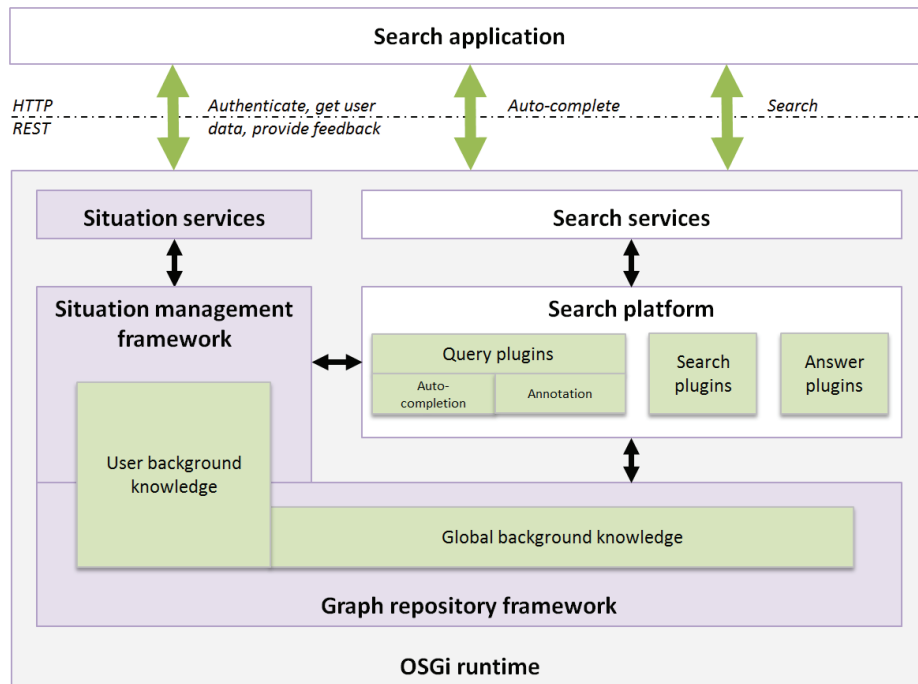 Search application
HTTP
REST
Authenticate, get user
data, provide feedback
Auto-complete
Search
Situation services
Search services
Situation management
framework
Search platform
Query plugins
Auto-
completion
Annotation
Search
plugins
Answer
plugins
User background
knowledge
Global background knowledge
Graph repository framework
OSGi runtime